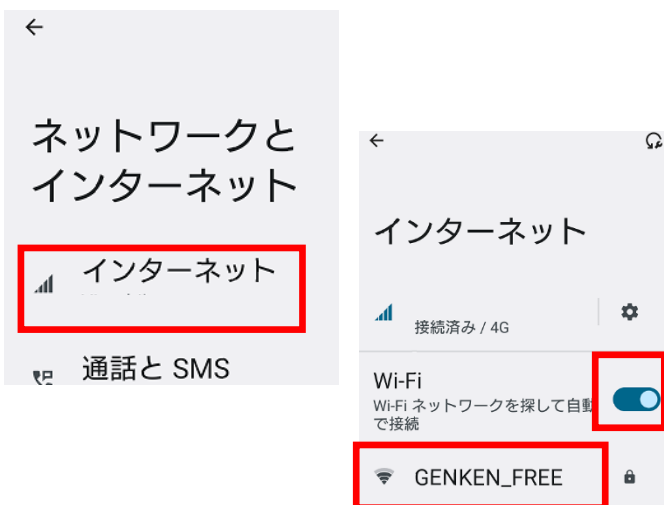 ネットワークと
インターネット
インターネット
通話と SMS
インターネット
接続済み / 4G
Wi-Fi
Wi-Fi ネットワークを探して自動
で接続
GENKEN_FREE